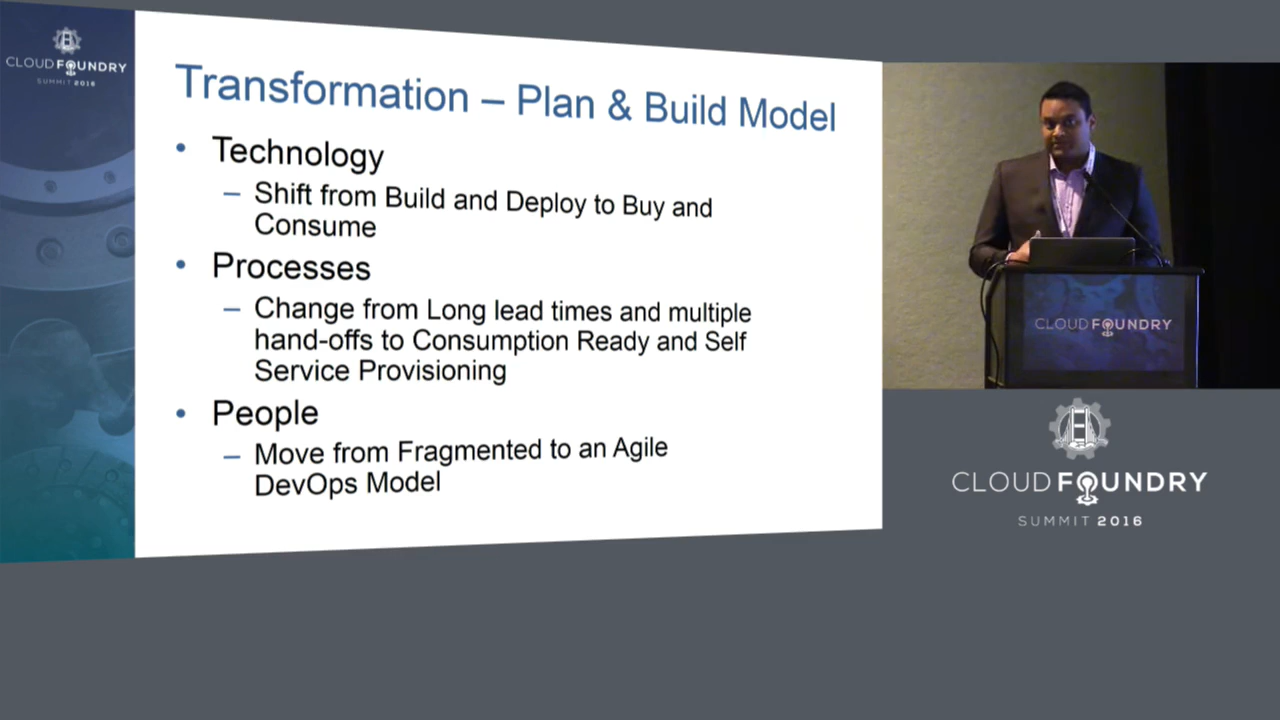 CLOUD FOUNDRY
SUMMIT 2016
Transformation – Plan & Build Model
• Technology
– Shift from Build and Deploy to Buy and
Consume
• Processes
– Change from Long lead times and multiple
hand-offs to Consumption Ready and Self
Service Provisioning
• People
– Move from Fragmented to an Agile
DevOps Model
CLOUD FOUNDRY
CLOUD FOUNDRY
SUMMIT 2016